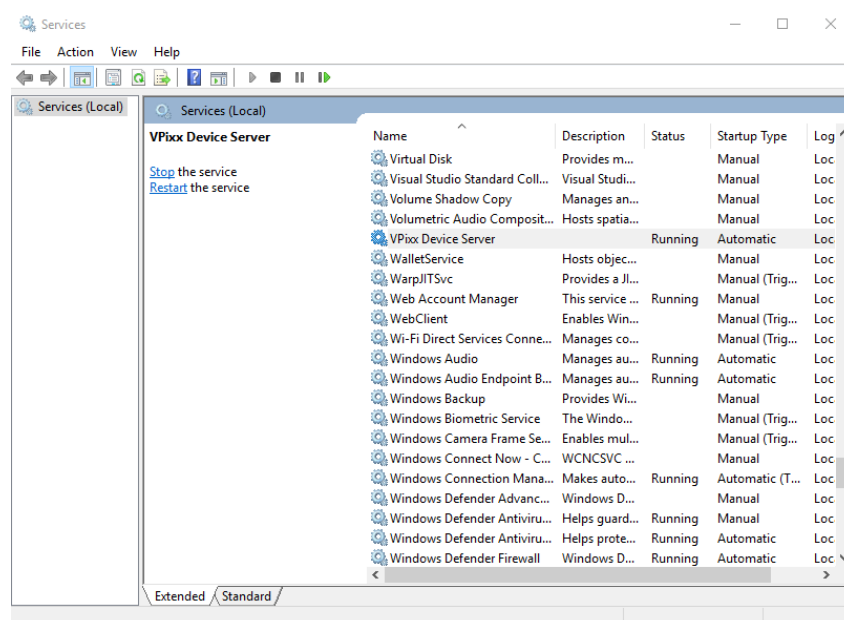 Services
File Action View Help
Services (Local)
Services (Local)
VPixx Device Server
Stop the service
Restart the service
Name Description Status Startup Type Log
Virtual Disk Provides m... Manual Loc
Visual Studio Standard Coll... Visual Studi... Manual Loc
Volume Shadow Copy Manages an... Manual Loc
Volumetric Audio Composit... Hosts spatia... Manual Loc
VPixx Device Server Running Automatic Loc
WalletService Hosts objec... Manual Loc
WarpJITSvc Provides a JI... Manual (Trig... Loc
Web Account Manager This service ... Running Manual Loc
WebClient Enables Win... Manual (Trig... Loc
Wi-Fi Direct Services Conne... Manages co... Manual (Trig... Loc
Windows Audio Manages au... Running Automatic Loc
Windows Audio Endpoint B... Manages au... Running Automatic Loc
Windows Backup Provides Wi... Manual Loc
Windows Biometric Service The Windo... Manual (Trig... Loc
Windows Camera Frame Se... Enables mul... Manual (Trig... Loc
Windows Connect Now - C... WCNCSVC ... Manual Loc
Windows Connection Mana... Makes auto... Running Automatic (T... Loc
Windows Defender Advanc... Windows D... Manual Loc
Windows Defender Antiviru... Helps guard... Running Manual Loc
Windows Defender Antiviru... Helps prote... Running Automatic Loc
Windows Defender Firewall Windows D... Running Automatic Loc
Extended Standard